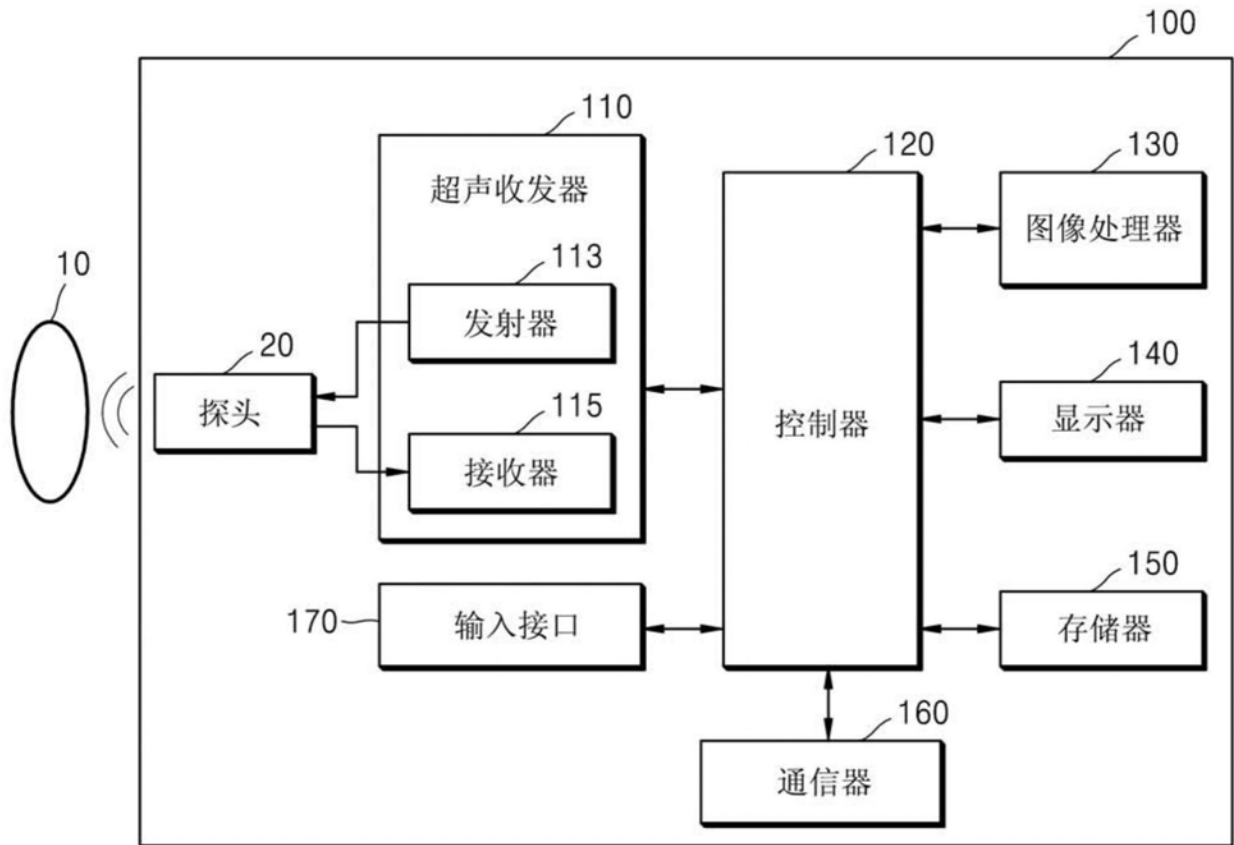 100
110
超声收发器
120
130
图像处理器
10
113
发射器
20
探头
140
显示器
115
接收器
控制器
150
存储器
170
输入接口
160
通信器